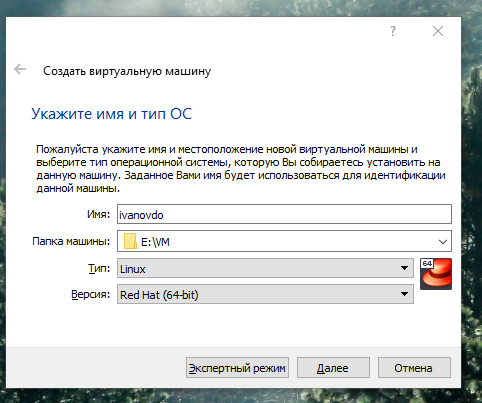 ?
Создать виртуальную машину
Укажите имя и тип ОС
Пожалуйста укажите имя и местоположение новой виртуальной машины и
выберите тип операционной системы, которую Вы собираетесь установить на
данную машину. Заданное Вами имя будет использоваться для идентификации
данной машины.
Имя: ivanovdo
Папка машины: E:\VM
Тип: Linux
64
Версия: Red Hat (64-bit)
Экспертный режим Далее Отмена